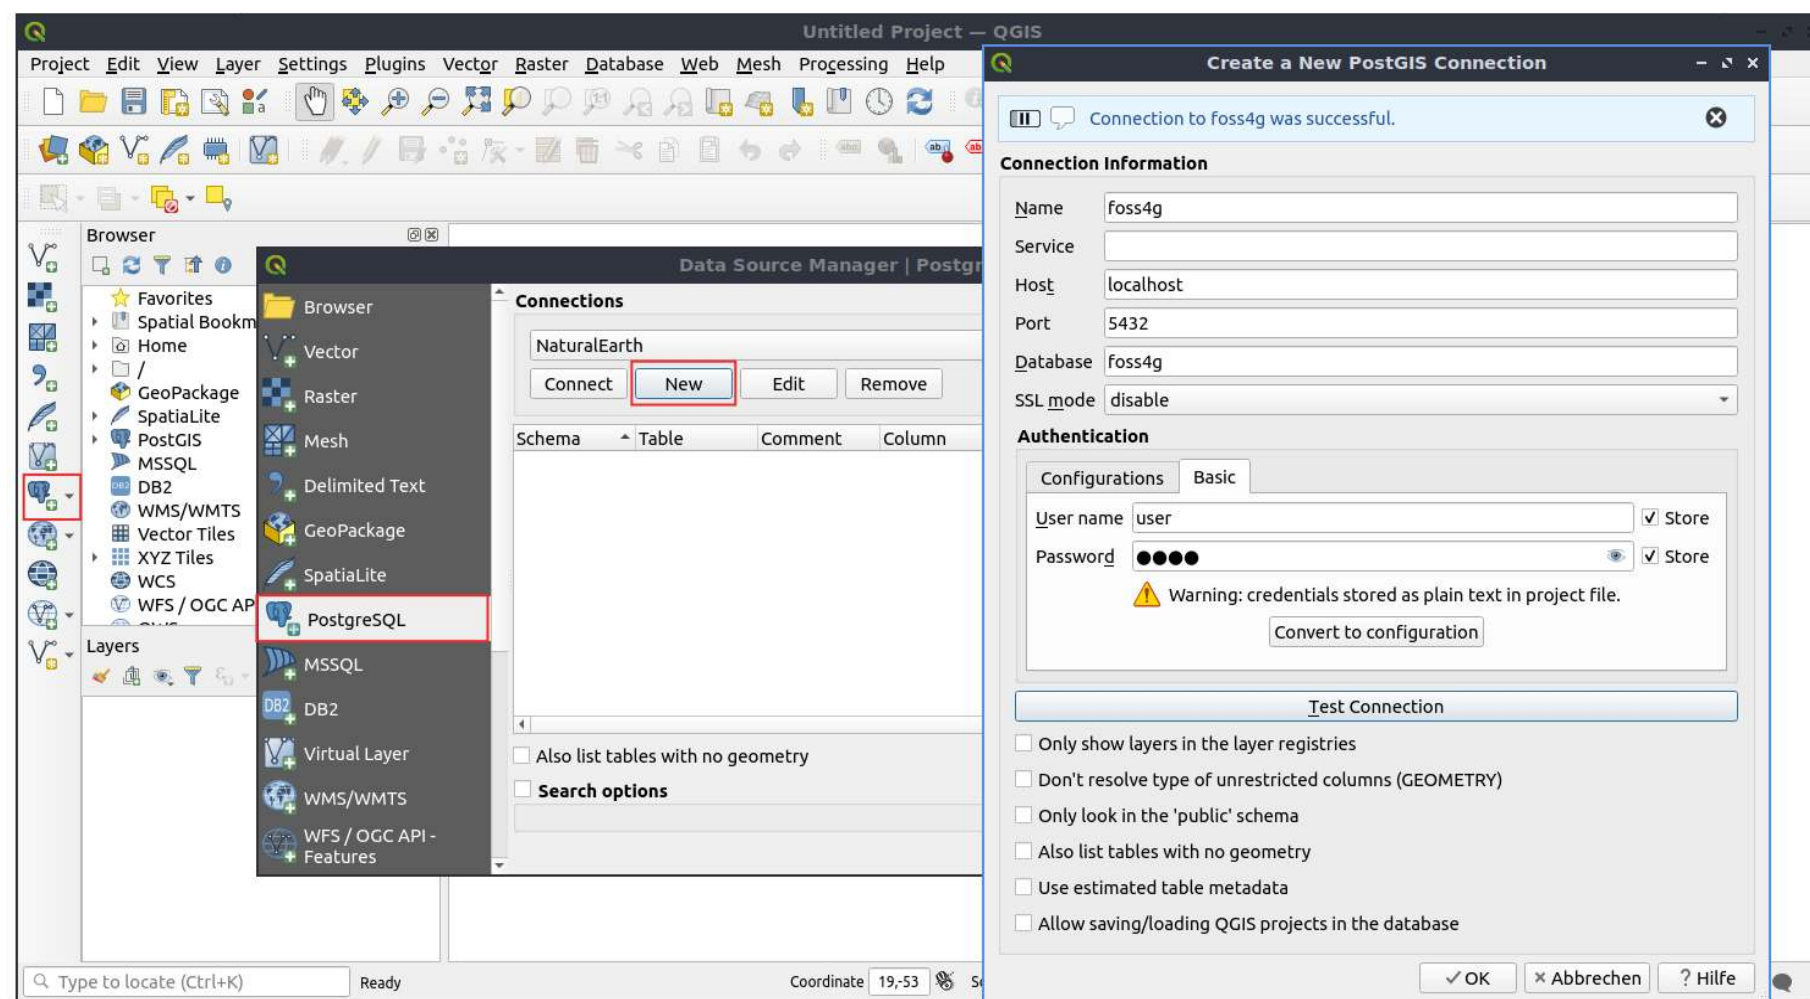 Untitled Project — QGIS
Project Edit View Layer Settings Plugins Vector Raster Database Web Mesh Processing Help
Browser
Favorites
Spatial Bookm
Home
/
GeoPackage
SpatiaLite
PostGIS
MSSQL
DB2
WMS/WMTS
Vector Tiles
XYZ Tiles
WCS
WFS / OGC AP
Layers
Type to locate (Ctrl+K)
Ready
Coordinate 19,-53
Data Source Manager | Postgr
Browser
Vector
Raster
Mesh
Delimited Text
GeoPackage
SpatiaLite
PostgreSQL
MSSQL
DB2
Virtual Layer
WMS/WMTS
WFS / OGC API -
Features
Connections
NaturalEarth
Connect New Edit Remove
Schema Table Comment Column
Also list tables with no geometry
Search options
Create a New PostGIS Connection
Connection to foss4g was successful.
Connection Information
Name foss4g
Service
Host localhost
Port 5432
Database foss4g
SSL mode disable
Authentication
Configurations Basic
User name user Store
Password ●●●● Store
Warning: credentials stored as plain text in project file.
Convert to configuration
Test Connection
Only show layers in the layer registries
Don't resolve type of unrestricted columns (GEOMETRY)
Only look in the 'public' schema
Also list tables with no geometry
Use estimated table metadata
Allow saving/loading QGIS projects in the database
OK Abbrechen ? Hilfe